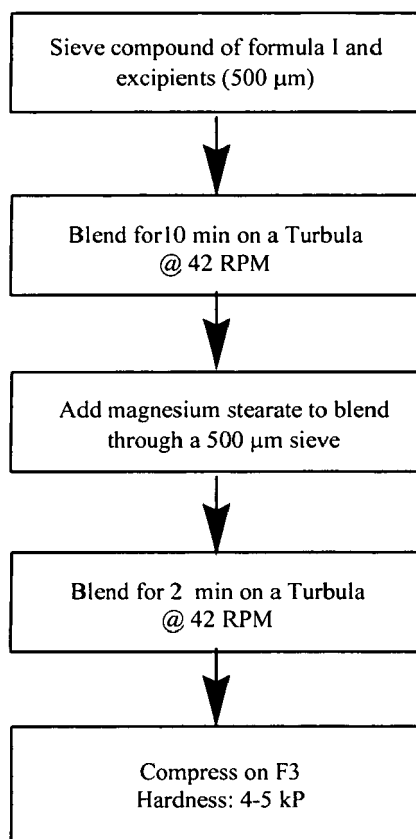 Sieve compound of formula I and
excipients (500 µm)
Blend for10 min on a Turbula
@ 42 RPM
Add magnesium stearate to blend
through a 500 µm sieve
Blend for 2 min on a Turbula
@ 42 RPM
Compress on F3
Hardness: 4-5 kP